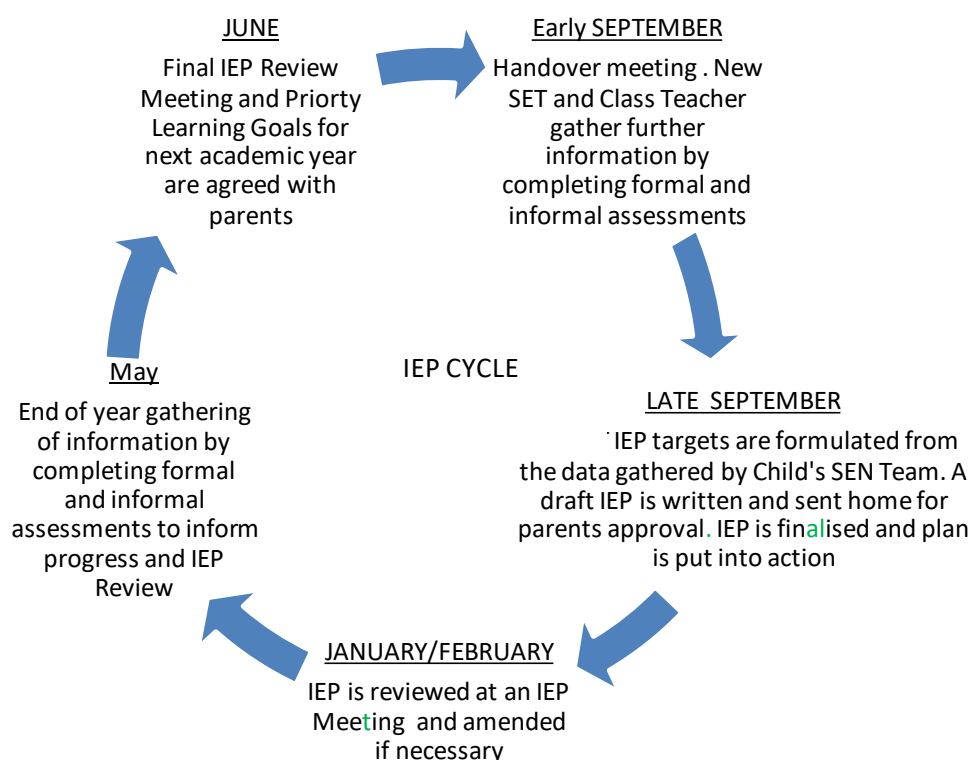 JUNE
Final IEP Review
Meeting and Priorty
Learning Goals for
next academic year
are agreed with
parents
Early SEPTEMBER
Handover meeting . New
SET and Class Teacher
gather further
information by
completing formal and
informal assessments
IEP CYCLE
LATE SEPTEMBER
IEP targets are formulated from
the data gathered by Child's SEN Team. A
draft IEP is written and sent home for
parents approval. IEP is finalised and plan
is put into action
JANUARY/FEBRUARY
IEP is reviewed at an IEP
Meeting and amended
if necessary
May
End of year gathering
of information by
completing formal
and informal
assessments to inform
progress and IEP
Review